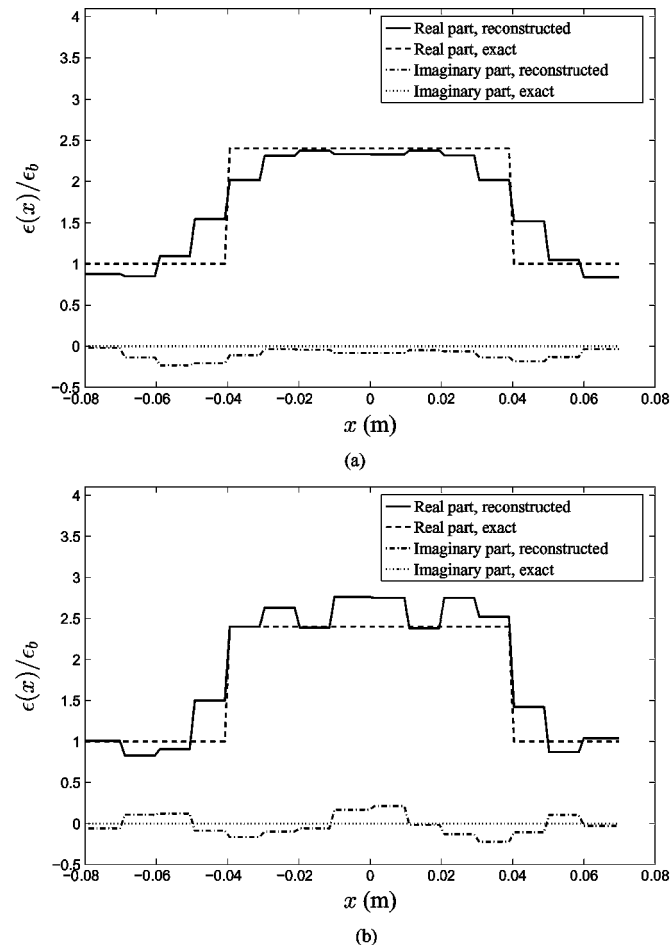 4
3.5
3
2.5
2
1.5
1
0.5
0
−0.5
ϵ(x)/ϵ_b
Real part, reconstructed
Real part, exact
Imaginary part, reconstructed
Imaginary part, exact
−0.08 −0.06 −0.04 −0.02 0 0.02 0.04 0.06 0.08
x (m)
(a)
4
3.5
3
2.5
2
1.5
1
0.5
0
−0.5
ϵ(x)/ϵ_b
Real part, reconstructed
Real part, exact
Imaginary part, reconstructed
Imaginary part, exact
−0.08 −0.06 −0.04 −0.02 0 0.02 0.04 0.06 0.08
x (m)
(b)